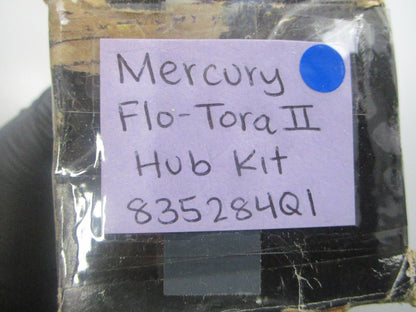 Mercury
Flo-Tora II
Hub Kit
835284Q1